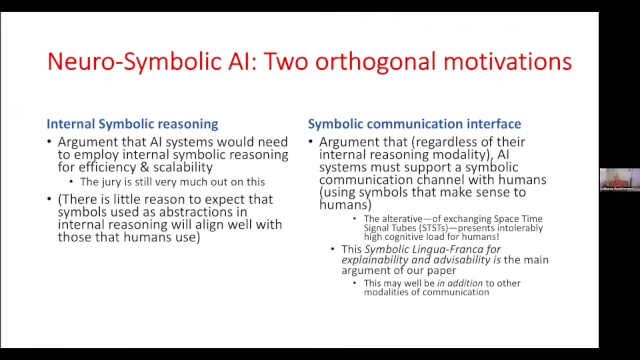 Neuro-Symbolic AI: Two orthogonal motivations
Internal Symbolic reasoning
• Argument that AI systems would need
to employ internal symbolic reasoning
for efficiency & scalability
• The jury is still very much out on this
• (There is little reason to expect that
symbols used as abstractions in
internal reasoning will align well with
those that humans use)
Symbolic communication interface
• Argument that (regardless of their
internal reasoning modality), AI
systems must support a symbolic
communication channel with humans
(using symbols that make sense to
humans)
• The alterative—of exchanging Space Time
Signal Tubes (STSTs)—presents intolerably
high cognitive load for humans!
• This Symbolic Lingua-Franca for
explainability and advisability is the main
argument of our paper
• This may well be in addition to other
modalities of communication